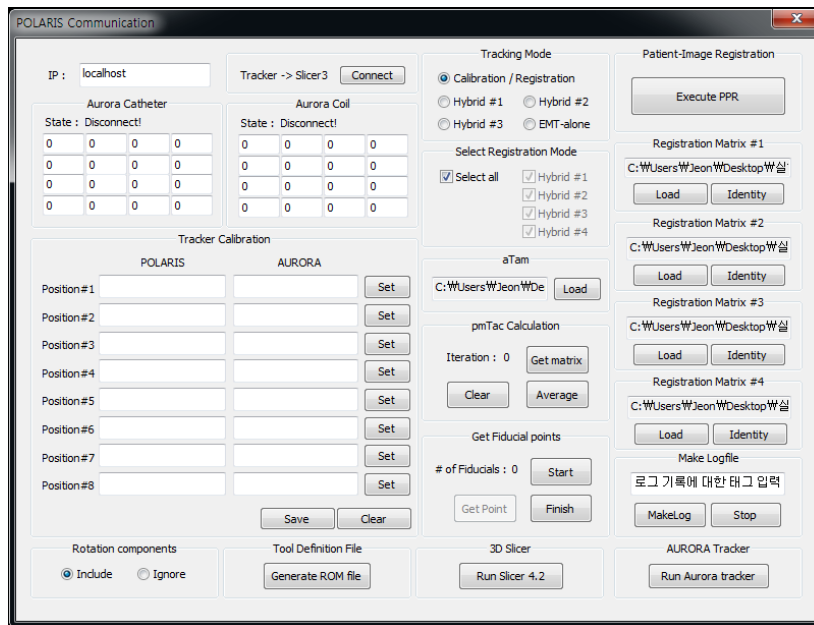 POLARIS Communication
IP : localhost
Tracker -> Slicer3 Connect
Aurora Catheter
State : Disconnect!
0 0 0 0
0 0 0 0
0 0 0 0
0 0 0 0
Aurora Coil
State : Disconnect!
0 0 0 0
0 0 0 0
0 0 0 0
0 0 0 0
Tracker Calibration
POLARIS AURORA
Position#1 Set
Position#2 Set
Position#3 Set
Position#4 Set
Position#5 Set
Position#6 Set
Position#7 Set
Position#8 Set
Save Clear
Rotation components
Include Ignore
Tool Definition File
Generate ROM file
Tracking Mode
Calibration / Registration
Hybrid #1 Hybrid #2
Hybrid #3 EMT-alone
Select Registration Mode
Select all Hybrid #1
Hybrid #2
Hybrid #3
Hybrid #4
aTam
C:₩Users₩Jeon₩De Load
pmTac Calculation
Iteration : 0 Get matrix
Clear Average
Get Fiducial points
# of Fiducials : 0 Start
Get Point Finish
3D Slicer
Run Slicer 4.2
Patient-Image Registration
Execute PPR
Registration Matrix #1
C:₩Users₩Jeon₩Desktop₩실
Load Identity
Registration Matrix #2
C:₩Users₩Jeon₩Desktop₩실
Load Identity
Registration Matrix #3
C:₩Users₩Jeon₩Desktop₩실
Load Identity
Registration Matrix #4
C:₩Users₩Jeon₩Desktop₩실
Load Identity
Make Logfile
로그 기록에 대한 태그 입력
MakeLog Stop
AURORA Tracker
Run Aurora tracker